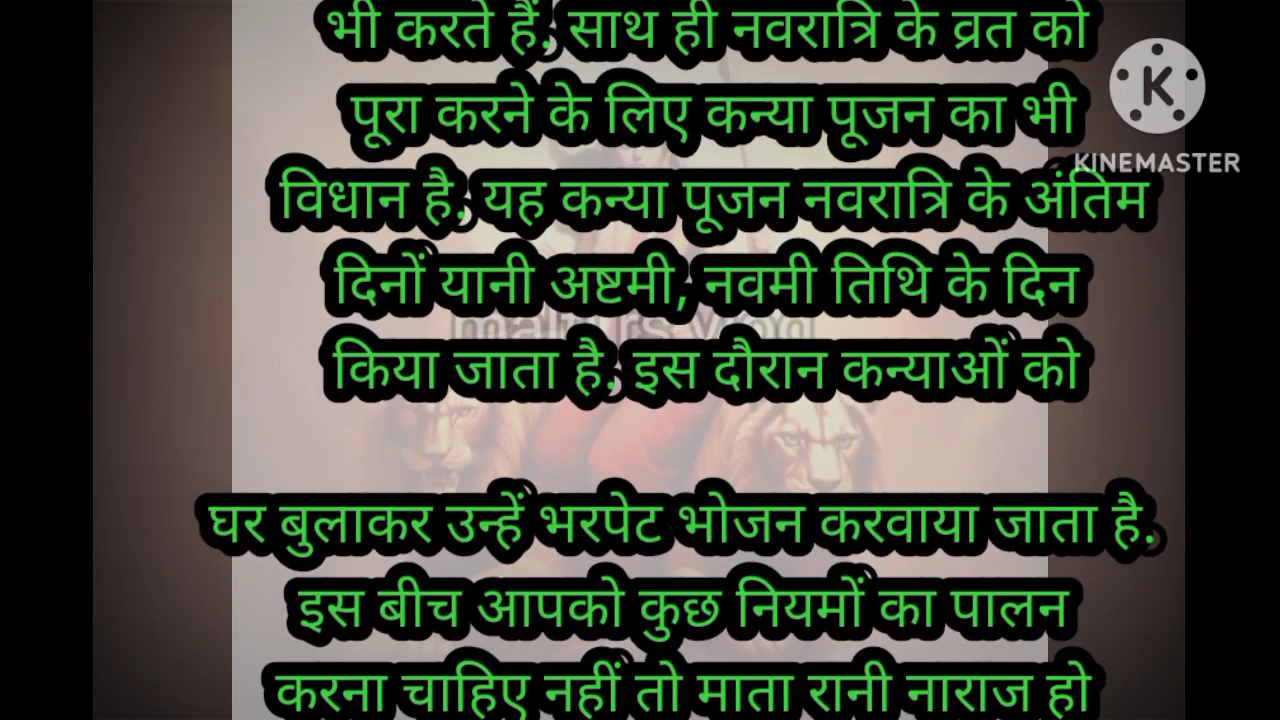 भी करते हैं. साथ ही नवरात्रि के व्रत को
पूरा करने के लिए कन्या पूजन का भी
विधान है. यह कन्या पूजन नवरात्रि के अंतिम
दिनों यानी अष्टमी, नवमी तिथि के दिन
किया जाता है. इस दौरान कन्याओं को
घर बुलाकर उन्हें भरपेट भोजन करवाया जाता है.
इस बीच आपको कुछ नियमों का पालन
करना चाहिए नहीं तो माता रानी नाराज हो
K
KINEMASTER